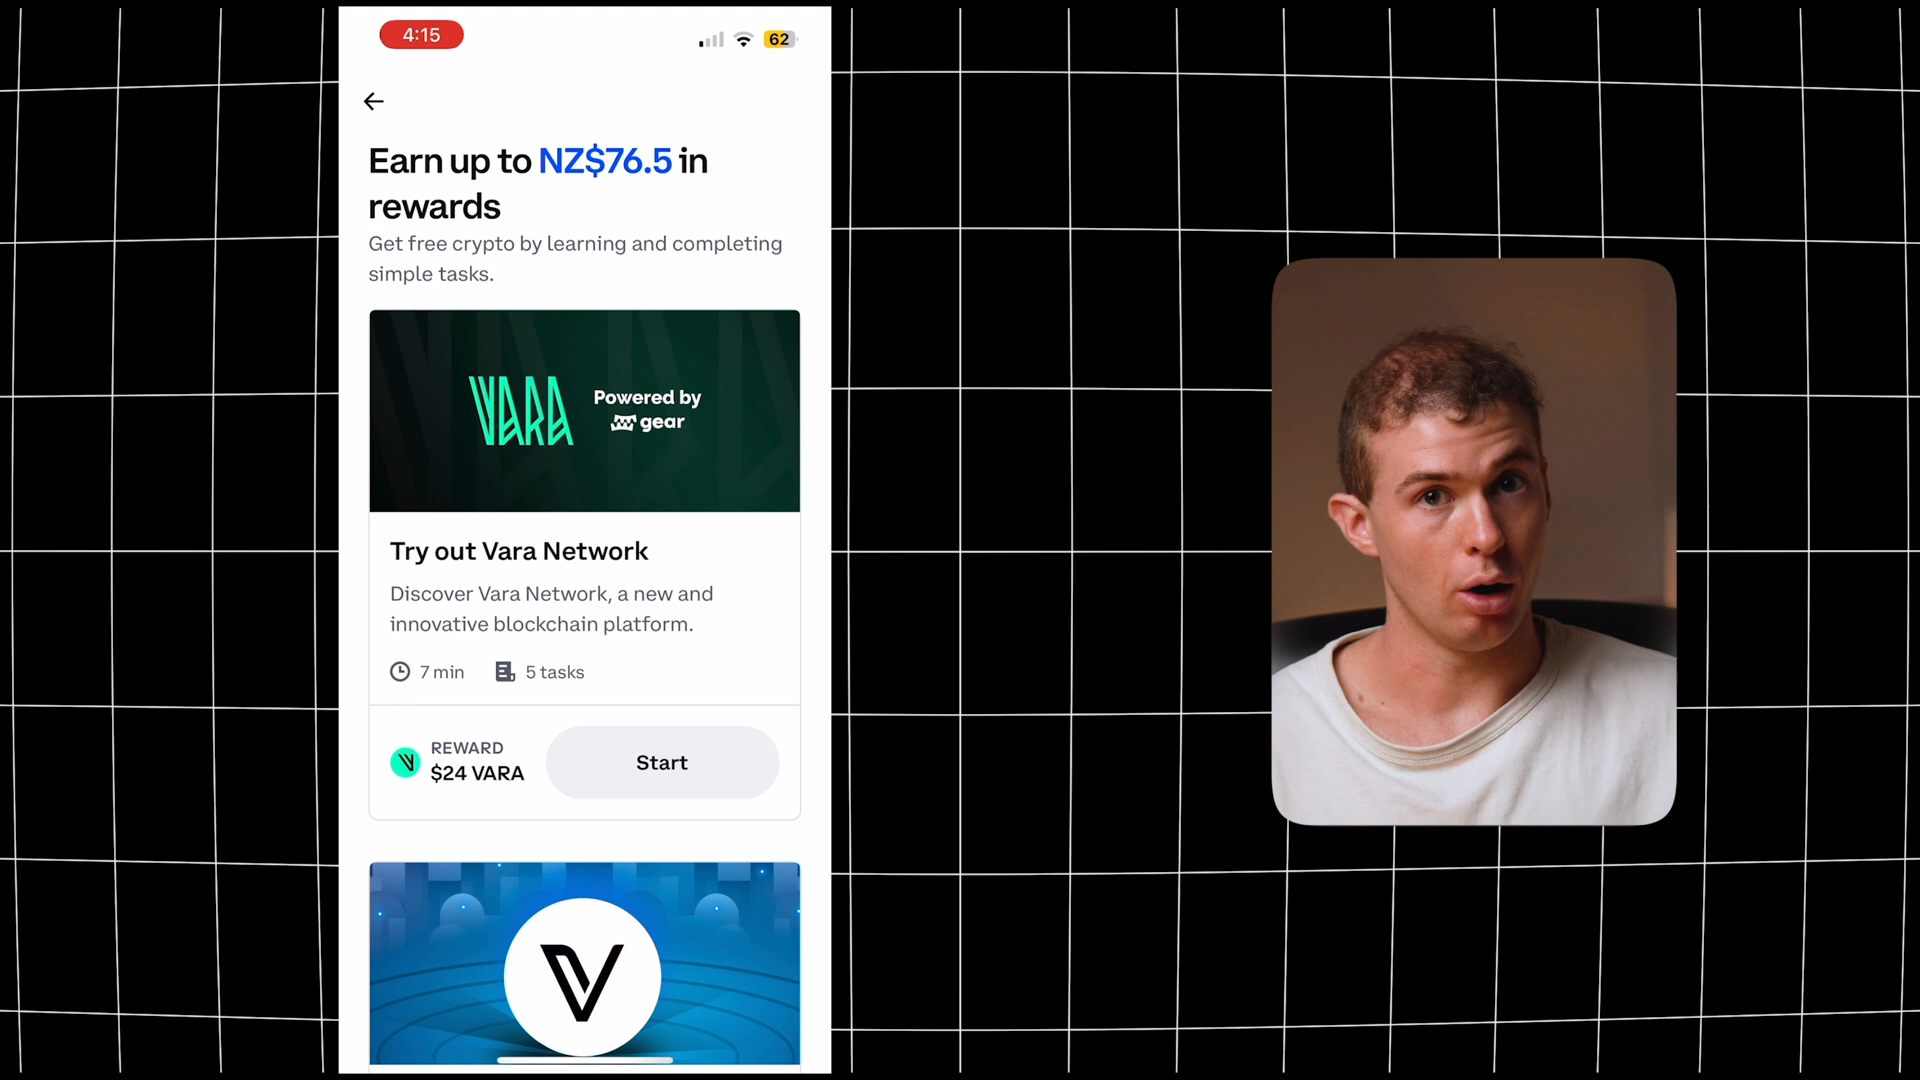 4:15
62
Earn up to NZ$76.5 in
rewards
Get free crypto by learning and completing
simple tasks.
VARA
Powered by
gear
Try out Vara Network
Discover Vara Network, a new and
innovative blockchain platform.
7 min
5 tasks
REWARD
$24 VARA
Start